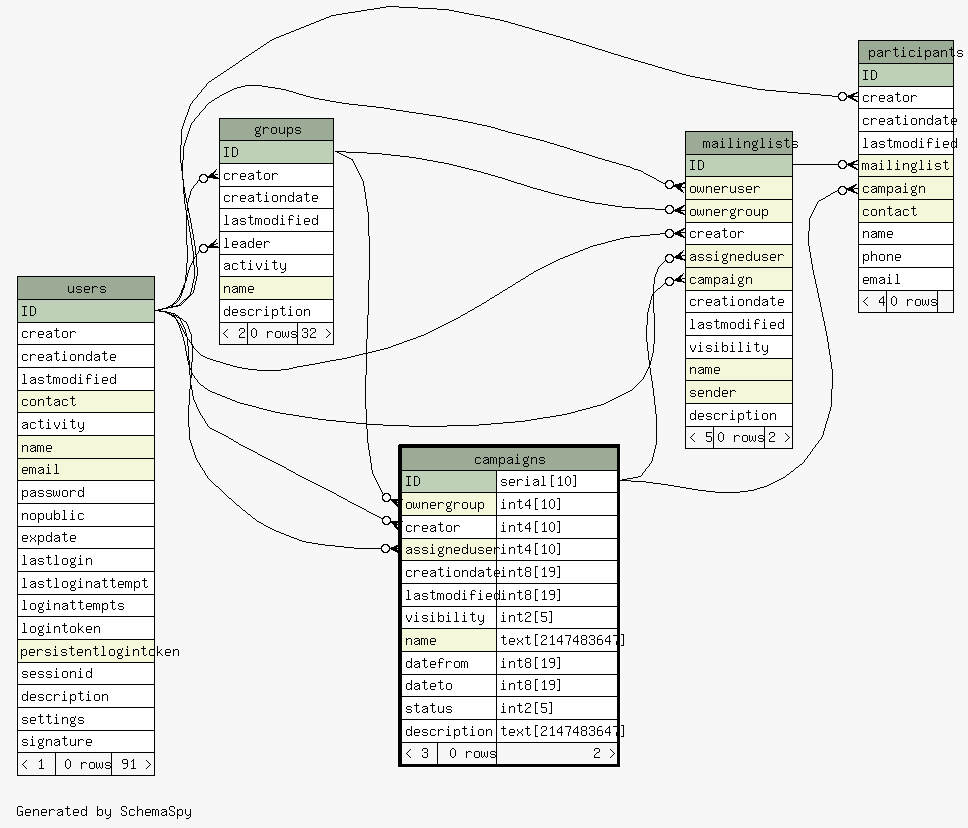 participants
ID
creator
creationdate
lastmodified
mailinglist
campaign
contact
name
phone
email
< 4 0 rows
groups
ID
creator
creationdate
lastmodified
leader
activity
name
description
< 2 0 rows 32 >
mailinglists
ID
owneruser
ownergroup
creator
assigneduser
campaign
creationdate
lastmodified
visibility
name
sender
description
< 5 0 rows 2 >
users
ID
creator
creationdate
lastmodified
contact
activity
name
email
password
nopublic
expdate
lastlogin
lastloginattempt
loginattempts
logintoken
persistentlogintoken
sessionid
description
settings
signature
< 1 0 rows 91 >
campaigns
ID serial[10]
ownergroup int4[10]
creator int4[10]
assigneduser int4[10]
creationdate int8[19]
lastmodified int8[19]
visibility int2[5]
name text[2147483647]
datefrom int8[19]
dateto int8[19]
status int2[5]
description text[2147483647]
< 3 0 rows 2 >
Generated by SchemaSpy